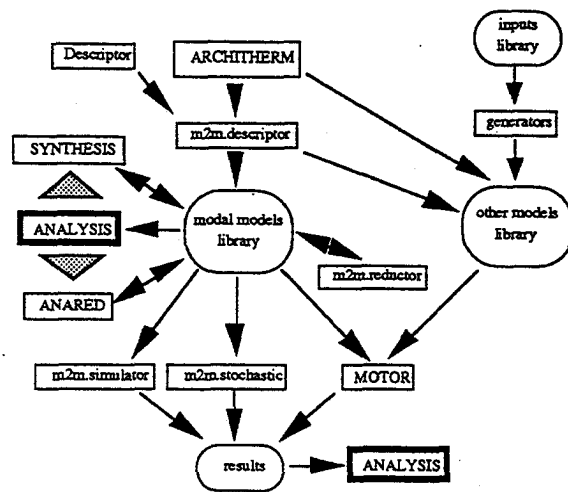 inputs
library
Descriptor
ARCHITHERM
generators
m2m.descriptor
SYNTHESIS
modal models
library
other models
library
ANALYSIS
m2m.reductor
ANARED
m2m.simulator
m2m.stochastic
MOTOR
results
ANALYSIS